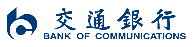 交通銀行
BANK OF COMMUNICATIONS